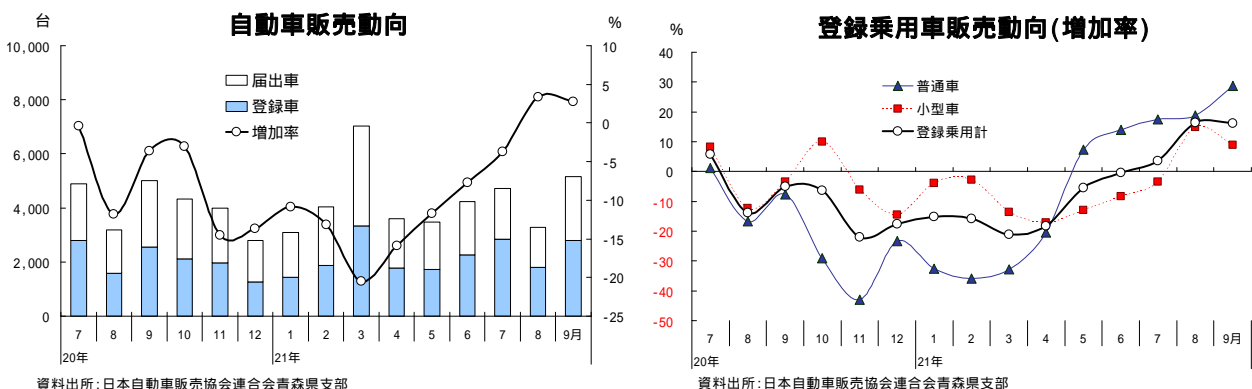 自動車販売動向
台
%
10,000
8,000
6,000
4,000
2,000
0
10
5
0
-5
-10
-15
-20
-25
届出車
登録車
増加率
7 8 9 10 11 12 1 2 3 4 5 6 7 8 9月
20年 21年
資料出所:日本自動車販売協会連合会青森県支部
登録乗用車販売動向(増加率)
%
40
30
20
10
0
-10
-20
-30
-40
-50
普通車
小型車
登録乗用計
7 8 9 10 11 12 1 2 3 4 5 6 7 8 9月
20年 21年
資料出所:日本自動車販売協会連合会青森県支部